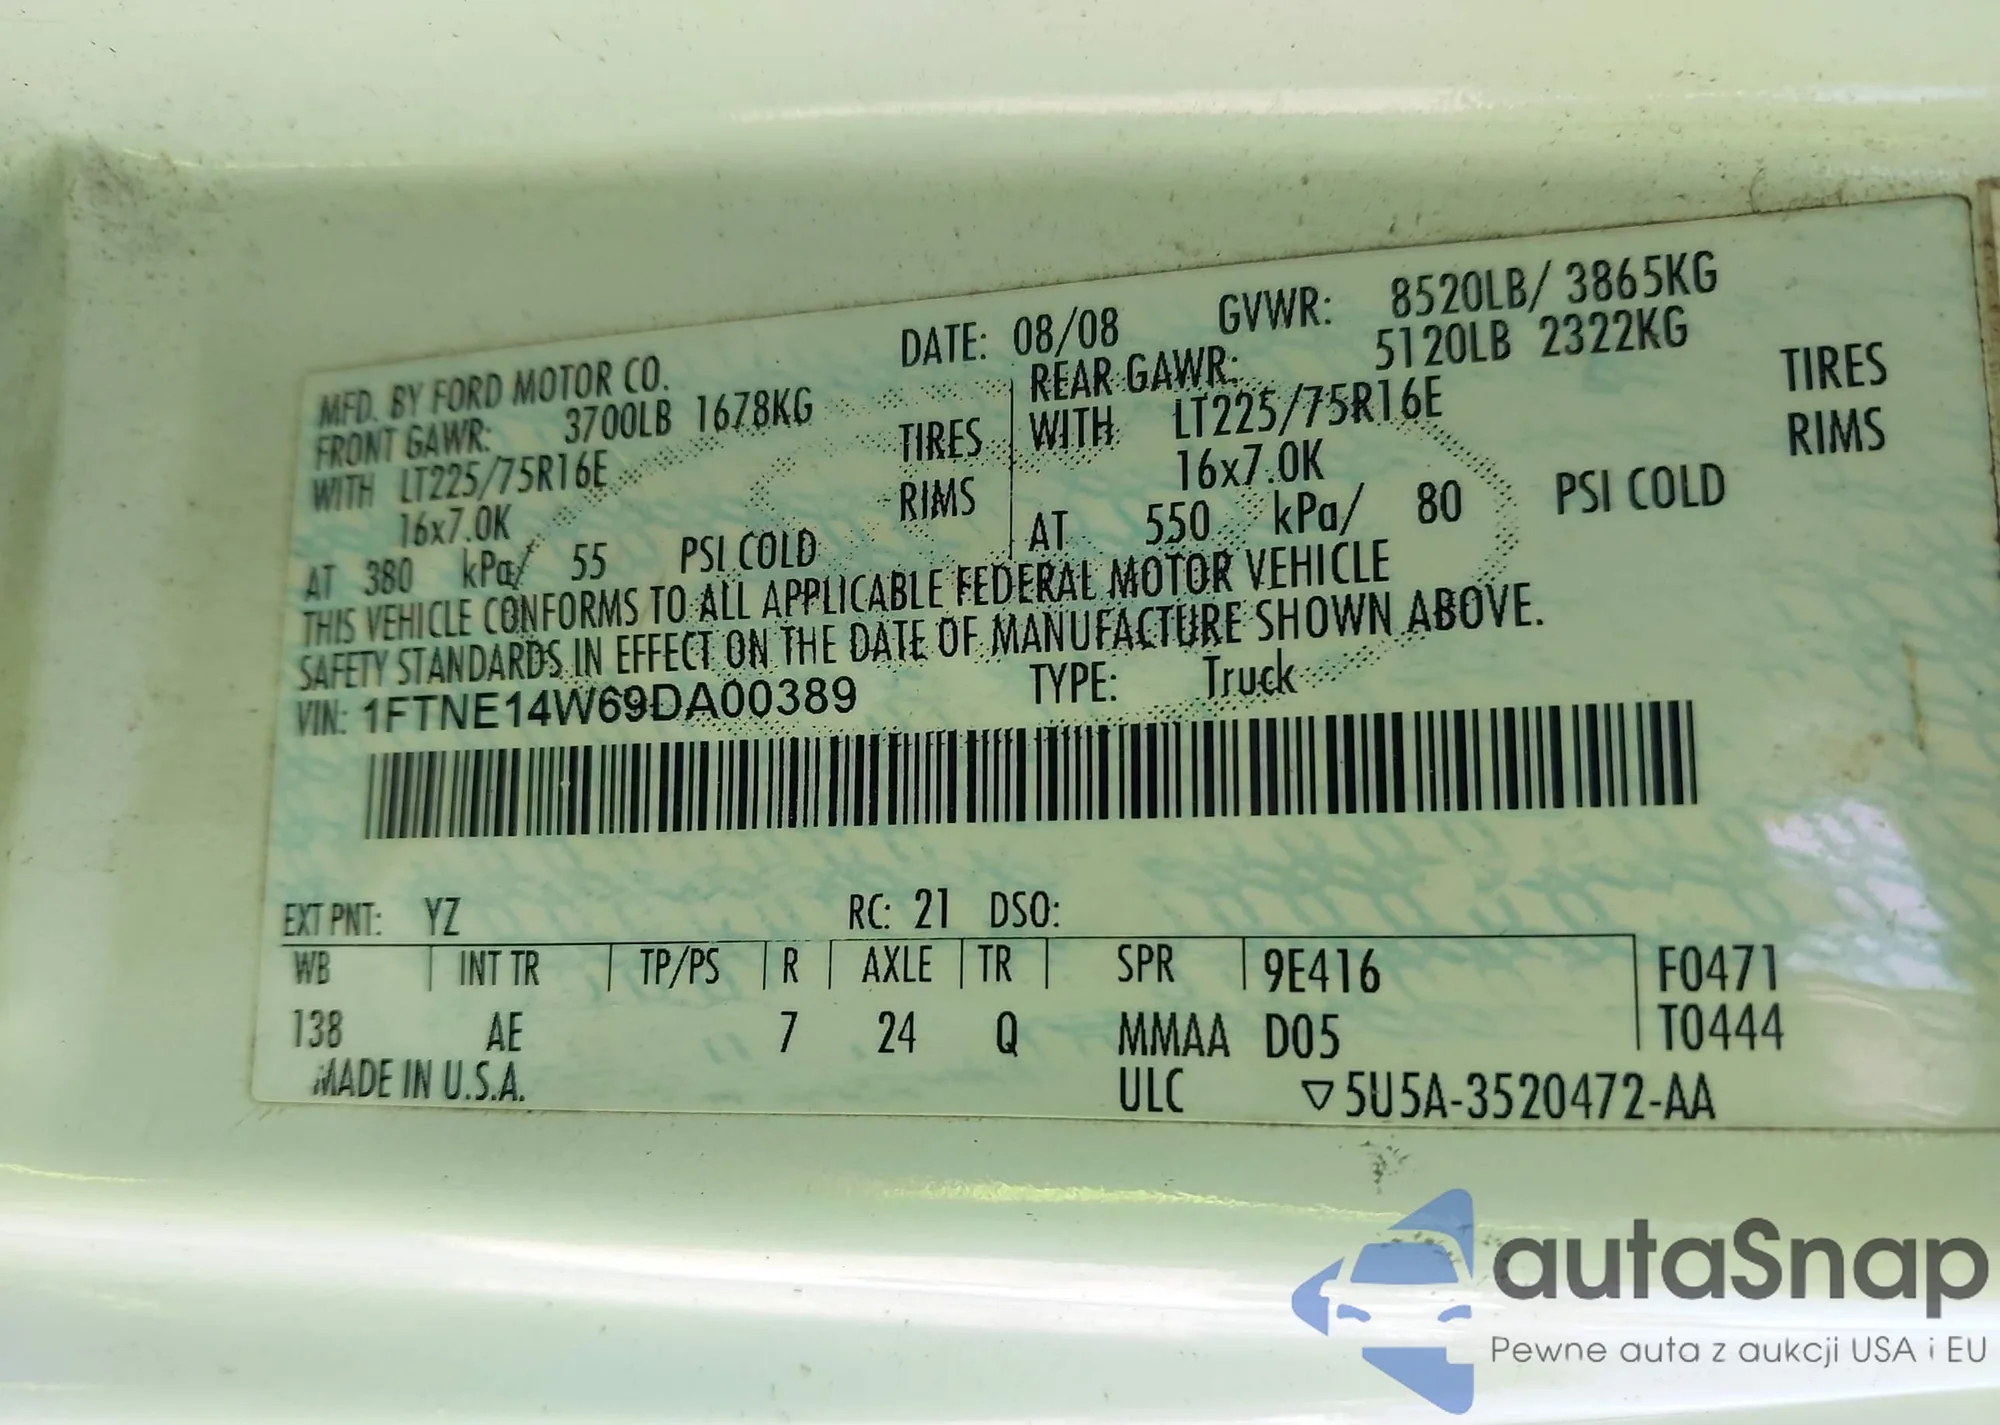 MFD. BY FORD MOTOR CO. DATE: 08/08 GVWR: 8520LB/ 3865KG
FRONT GAWR: 3700LB 1678KG REAR GAWR: 5120LB 2322KG
WITH LT225/75R16E TIRES WITH LT225/75R16E TIRES
16x7.0K RIMS 16x7.0K RIMS
AT 380 kPa/ 55 PSI COLD AT 550 kPa/ 80 PSI COLD
THIS VEHICLE CONFORMS TO ALL APPLICABLE FEDERAL MOTOR VEHICLE
SAFETY STANDARDS IN EFFECT ON THE DATE OF MANUFACTURE SHOWN ABOVE.
VIN: 1FTNE14W69DA00389 TYPE: Truck
EXT PNT: YZ RC: 21 DSO:
WB INT TR TP/PS R AXLE TR SPR 9E416 F0471
138 AE 7 24 Q MMAA D05 T0444
MADE IN U.S.A. ULC ▽5U5A-3520472-AA
autaSnap
Pewne auta z aukcji USA i EU